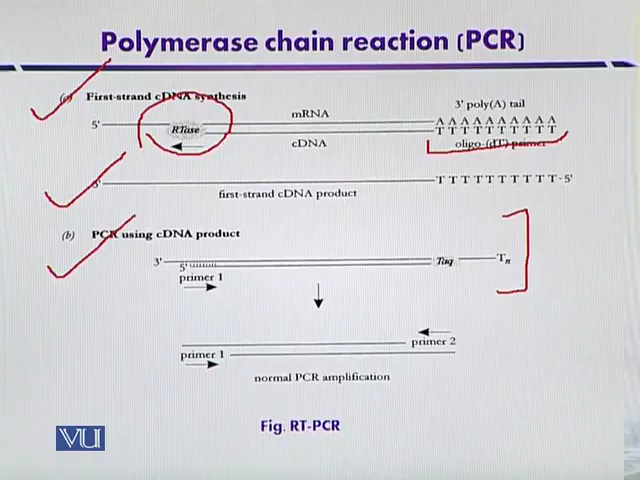 Polymerase chain reaction (PCR)
(a) First-strand cDNA synthesis
3' poly(A) tail
mRNA
5'
A A A A A A A A A A
RTase
T T T T T T T T T T
cDNA
oligo-(dT) primer
3'
T T T T T T T T T T -5'
first-strand cDNA product
(b) PCR using cDNA product
3'
5'
Taq
Tn
primer 1
primer 2
primer 1
normal PCR amplification
Fig. RT-PCR
VU